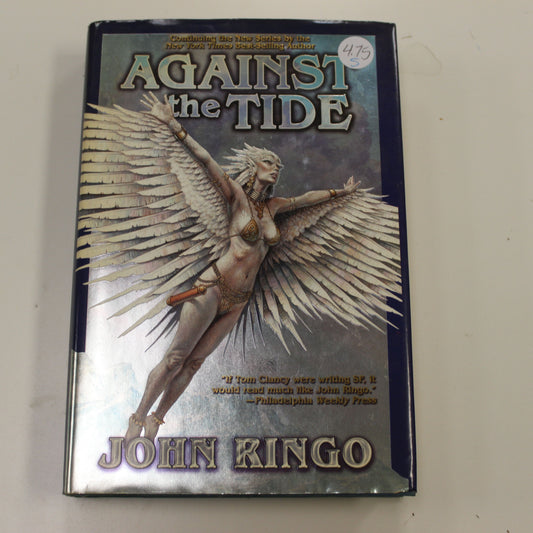 Continuing the New Series by the
New York Times Best-Selling Author
4.75
S
AGAINST
the TIDE
"If Tom Clancy were writing SF, it
would read much like John Ringo."
—Philadelphia Weekly Press
JOHN RINGO